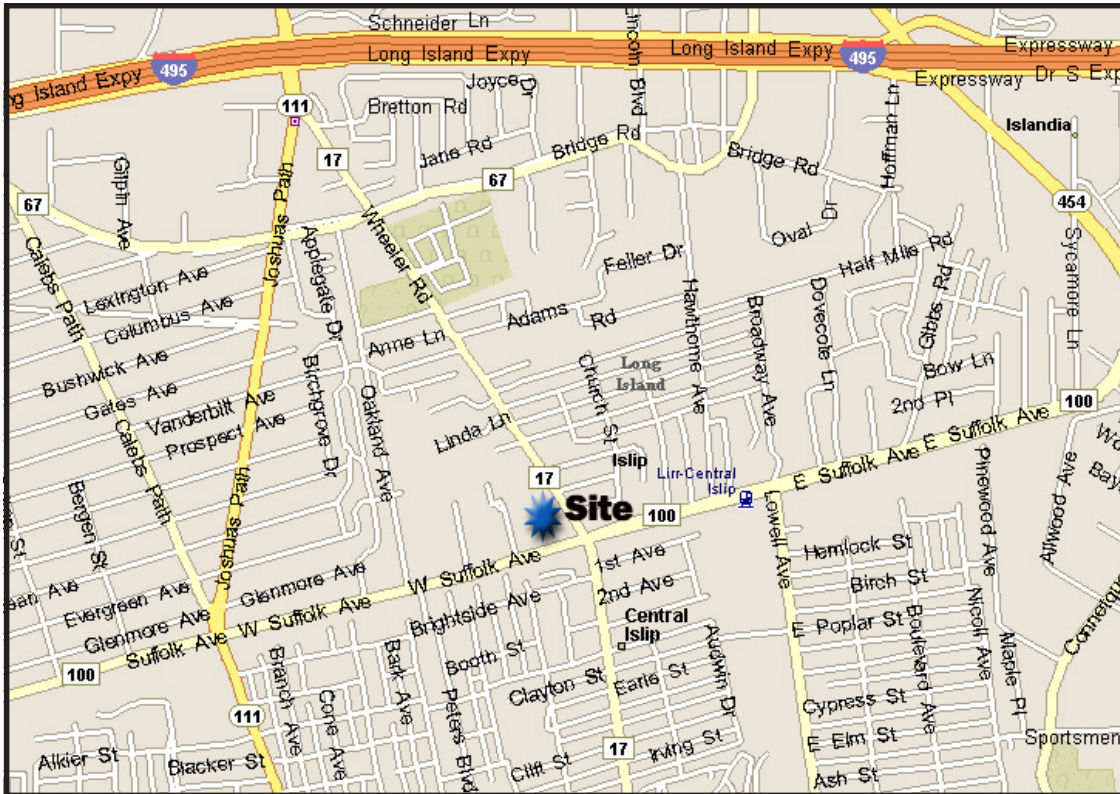 Schneider Ln
Long Island Expy
Long Island Expy
Expressway
495
495
Expressway Dr S Exp
ng Island Expy
Joyce Dr
Lincoln Blvd
111
Bretton Rd
Hoffman Ln
Islandia
Jane Rd
Bridge Rd
Bridge Rd
17
67
67
Gilpin Ave
454
Wheeler Rd
Oval Dr
Joshuas Path
Applegate Dr
Feller Dr
Half Mile Rd
Sycamore Ln
Calebs Path
Lexington Ave
Columbus Ave
Hawthorne Ave
Broadway Ave
Dovecote Ln
Gibbs Rd
Adams Rd
Anne Ln
Bushwick Ave
Birchgrove Dr
Oakland Ave
Church St
Long
Island
Bow Ln
Gates Ave
Vanderbilt Ave
2nd Pl
100
Prospect Ave
Linda Ln
E Suffolk Ave
E Suffolk Ave
Calebs Path
Islip
Lirr-Central
Islip
17
Site
100
Bergen St
Joshuas Path
Lowell Ave
Pinewood Ave
Allwood Ave
Hemlock St
1st Ave
W Suffolk Ave
Birch St
2nd Ave
Glenmore Ave
Evergreen Ave
Brightside Ave
Central
Islip
E Poplar St
Boulevard Ave
Nicoll Ave
Maple Pl
Glenmore Ave
W Suffolk Ave
Suffolk Ave
Audwin Dr
Booth St
100
Branch Ave
Cone Ave
Bark Ave
Peters Blvd
Clayton St
Earle St
Cypress St
111
17
Irving St
E Elm St
Sportsmen
Alkier St
Blacker St
Clift St
Ash St